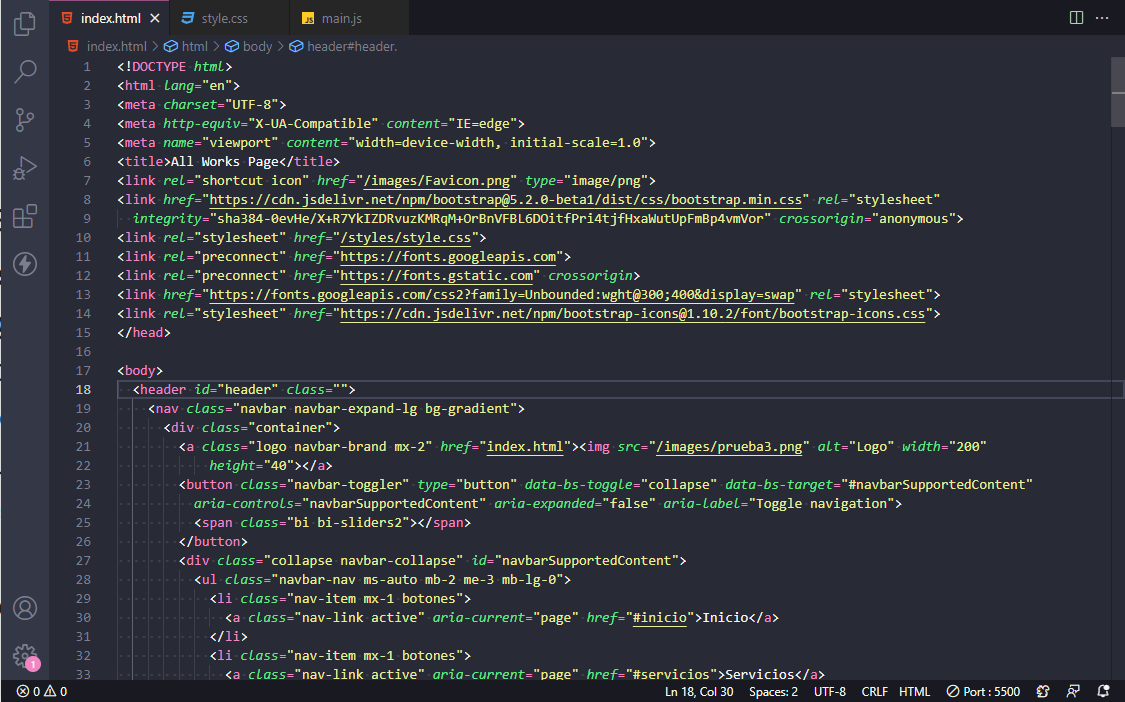 index.html
style.css
JS main.js
index.html > html > body > header#header.
1 <!DOCTYPE html>
2 <html lang="en">
3 <meta charset="UTF-8">
4 <meta http-equiv="X-UA-Compatible" content="IE=edge">
5 <meta name="viewport" content="width=device-width, initial-scale=1.0">
6 <title>All Works Page</title>
7 <link rel="shortcut icon" href="/images/Favicon.png" type="image/png">
8 <link href="https://cdn.jsdelivr.net/npm/bootstrap@5.2.0-beta1/dist/css/bootstrap.min.css" rel="stylesheet"
9 integrity="sha384-0evHe/X+R7YkIZDRvuzKMRqM+OrBnVFBL6DOitfPri4tjfHxaWutUpFmBp4vmVor" crossorigin="anonymous">
10 <link rel="stylesheet" href="/styles/style.css">
11 <link rel="preconnect" href="https://fonts.googleapis.com">
12 <link rel="preconnect" href="https://fonts.gstatic.com" crossorigin>
13 <link href="https://fonts.googleapis.com/css2?family=Unbounded:wght@300;400&display=swap" rel="stylesheet">
14 <link rel="stylesheet" href="https://cdn.jsdelivr.net/npm/bootstrap-icons@1.10.2/font/bootstrap-icons.css">
15 </head>
16
17 <body>
18 <header id="header" class="">
19 <nav class="navbar navbar-expand-lg bg-gradient">
20 <div class="container">
21 <a class="logo navbar-brand mx-2" href="index.html"><img src="/images/prueba3.png" alt="Logo" width="200"
22 height="40"></a>
23 <button class="navbar-toggler" type="button" data-bs-toggle="collapse" data-bs-target="#navbarSupportedContent"
24 aria-controls="navbarSupportedContent" aria-expanded="false" aria-label="Toggle navigation">
25 <span class="bi bi-sliders2"></span>
26 </button>
27 <div class="collapse navbar-collapse" id="navbarSupportedContent">
28 <ul class="navbar-nav ms-auto mb-2 me-3 mb-lg-0">
29 <li class="nav-item mx-1 botones">
30 <a class="nav-link active" aria-current="page" href="#inicio">Inicio</a>
31 </li>
32 <li class="nav-item mx-1 botones">
33 <a class="nav-link active" aria-current="page" href="#servicios">Servicios</a>
1
0 0
Ln 18, Col 30 Spaces: 2 UTF-8 CRLF HTML Port : 5500